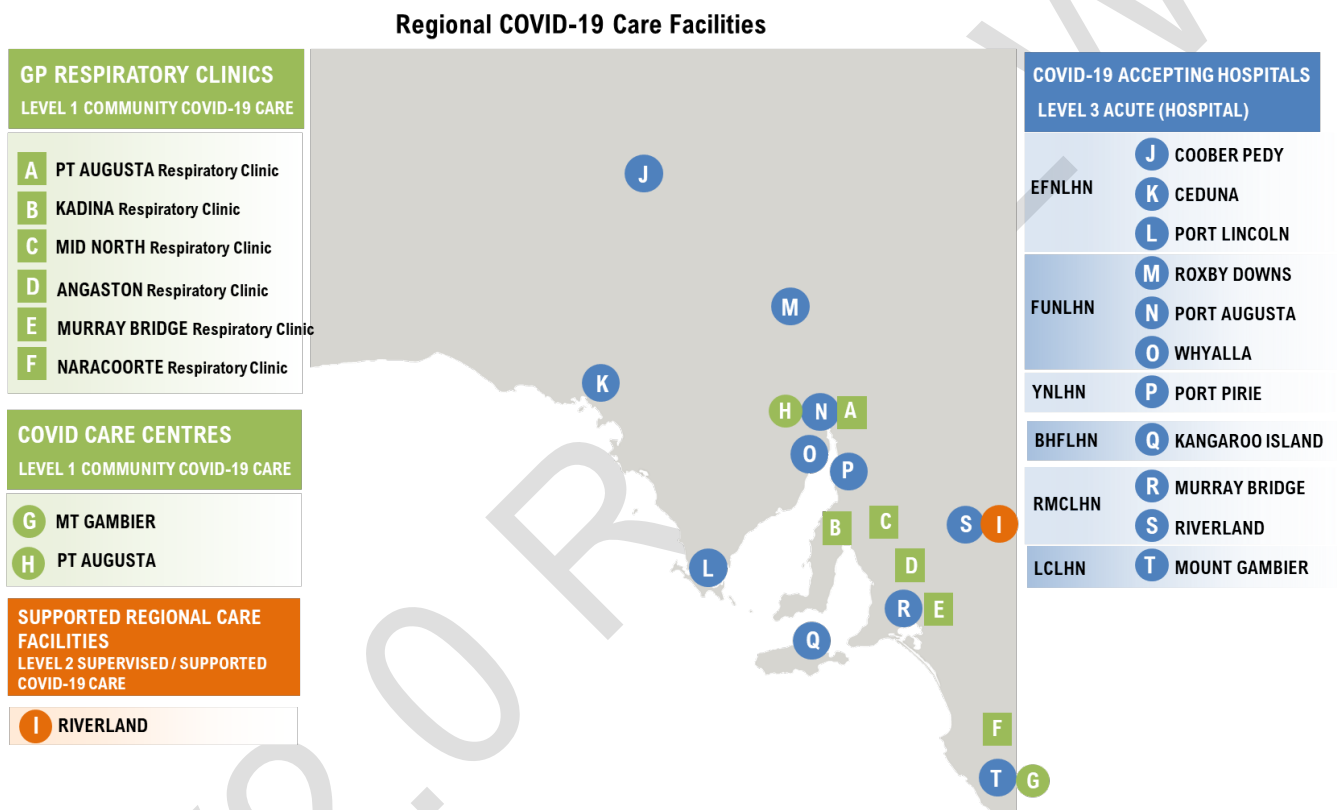 Regional COVID-19 Care Facilities
GP RESPIRATORY CLINICS
LEVEL 1 COMMUNITY COVID-19 CARE
A PT AUGUSTA Respiratory Clinic
B KADINA Respiratory Clinic
C MID NORTH Respiratory Clinic
D ANGASTON Respiratory Clinic
E MURRAY BRIDGE Respiratory Clinic
F NARACOORTE Respiratory Clinic
COVID CARE CENTRES
LEVEL 1 COMMUNITY COVID-19 CARE
G MT GAMBIER
H PT AUGUSTA
SUPPORTED REGIONAL CARE
FACILITIES
LEVEL 2 SUPERVISED / SUPPORTED
COVID-19 CARE
I RIVERLAND
J
M
K
H N A
O
P
B
C
S I
L
D
R E
Q
F
T G
COVID-19 ACCEPTING HOSPITALS
LEVEL 3 ACUTE (HOSPITAL)
EFNLHN
J COOBER PEDY
K CEDUNA
L PORT LINCOLN
FUNLHN
M ROXBY DOWNS
N PORT AUGUSTA
O WHYALLA
YNLHN
P PORT PIRIE
BHFLHN
Q KANGAROO ISLAND
RMCLHN
R MURRAY BRIDGE
S RIVERLAND
LCLHN
T MOUNT GAMBIER